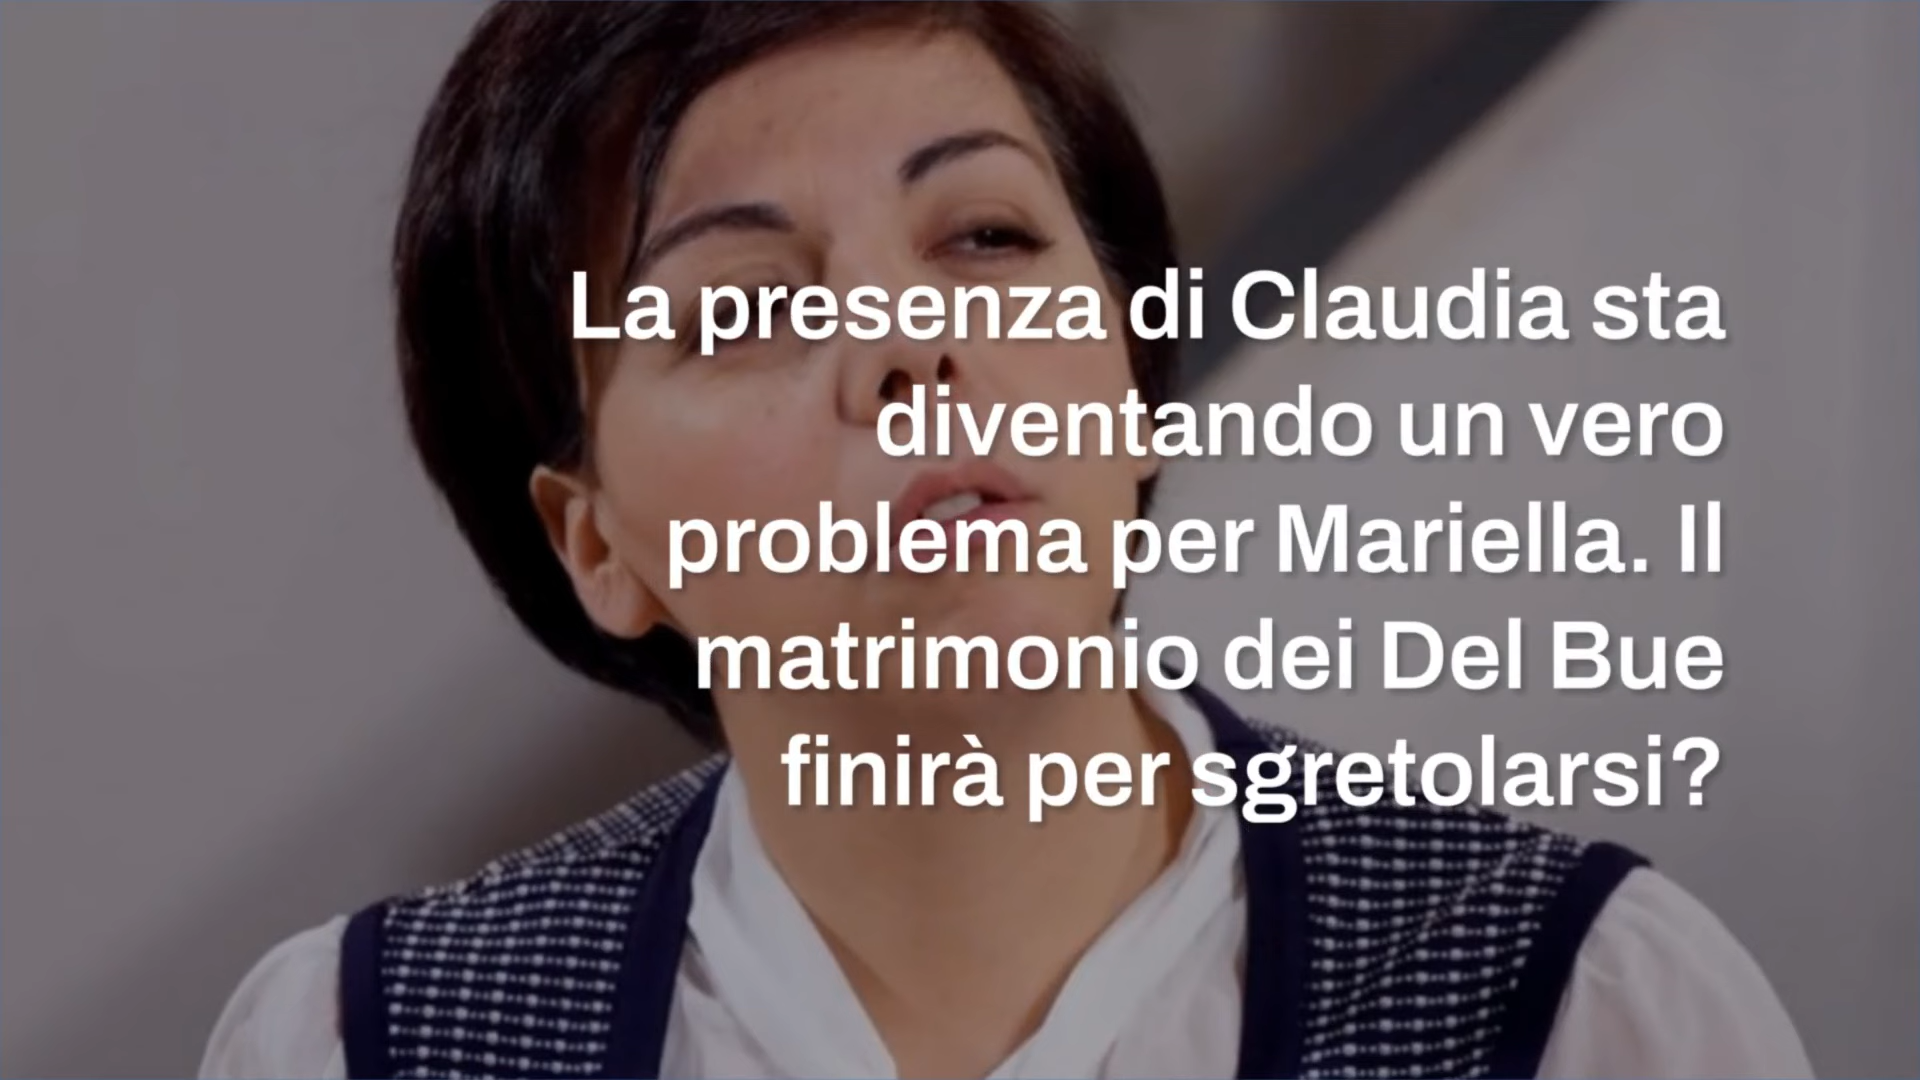 La presenza di Claudia sta
diventando un vero
problema per Mariella. Il
matrimonio dei Del Bue
finirà per sgretolarsi?